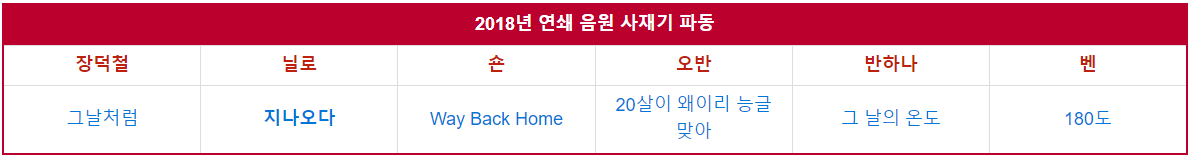 2018년 연쇄 음원 사재기 파동
장덕철 닐로 숀 오반 반하나 벤
그날처럼 지나오다 Way Back Home 20살이 왜이리 능글
맞아 그 날의 온도 180도